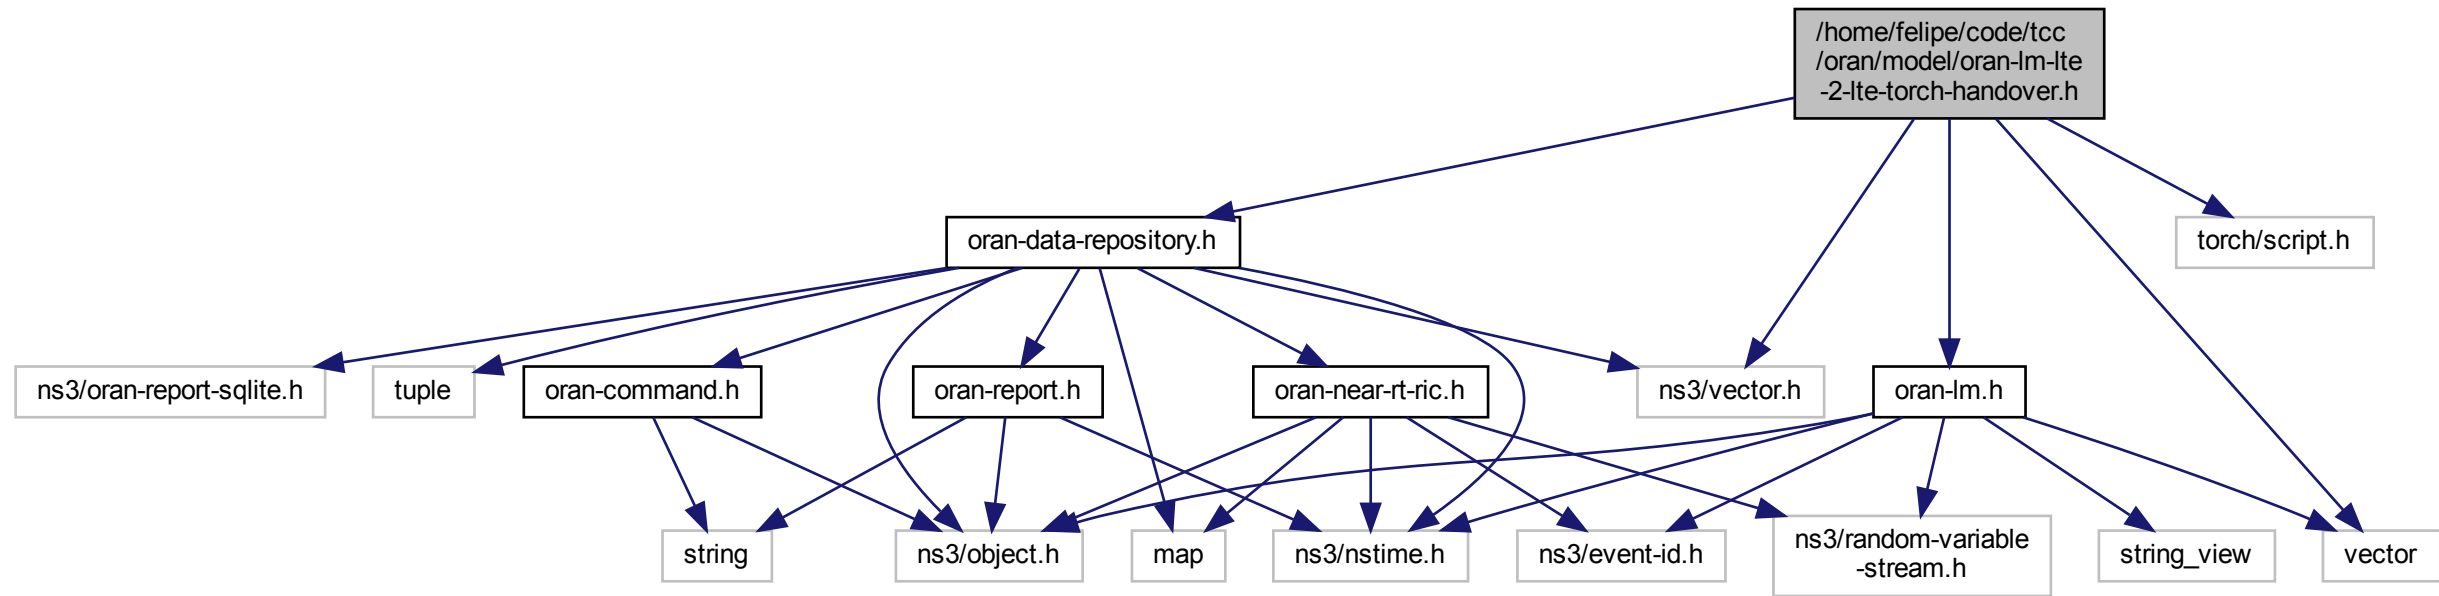 /home/felipe/code/tcc
/oran/model/oran-lm-lte
-2-lte-torch-handover.h
oran-data-repository.h
torch/script.h
ns3/oran-report-sqlite.h
tuple
oran-command.h
oran-report.h
oran-near-rt-ric.h
ns3/vector.h
oran-lm.h
string
ns3/object.h
map
ns3/nstime.h
ns3/event-id.h
ns3/random-variable
-stream.h
string_view
vector